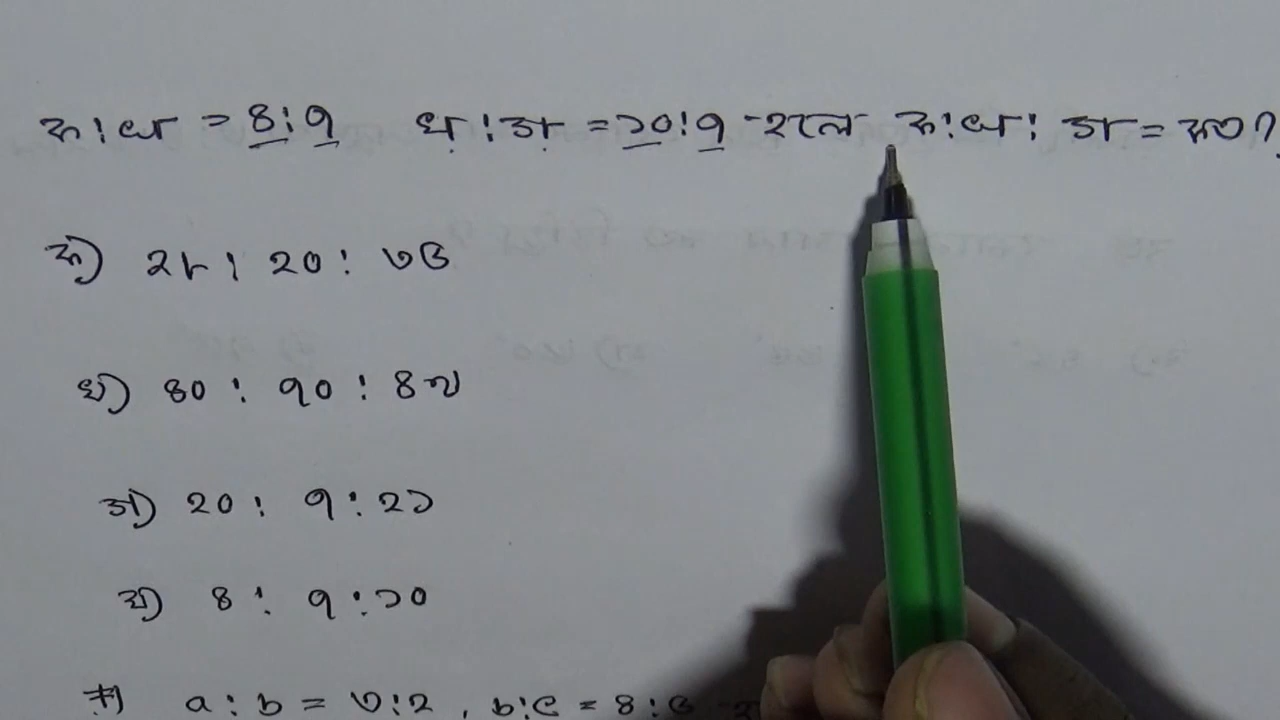 ক:খ = ৪:৭ খ:গ = ১০:৭ হলে ক:খ:গ = কত?
ক) ২৮ : ২০ : ৩৫
খ) ৪০ : ৭০ : ৪৯
গ) ২০ : ৭ : ২১
ঘ) ৪ : ৭ : ১০
a : b = ৩:২ , b:c = ৪:৫